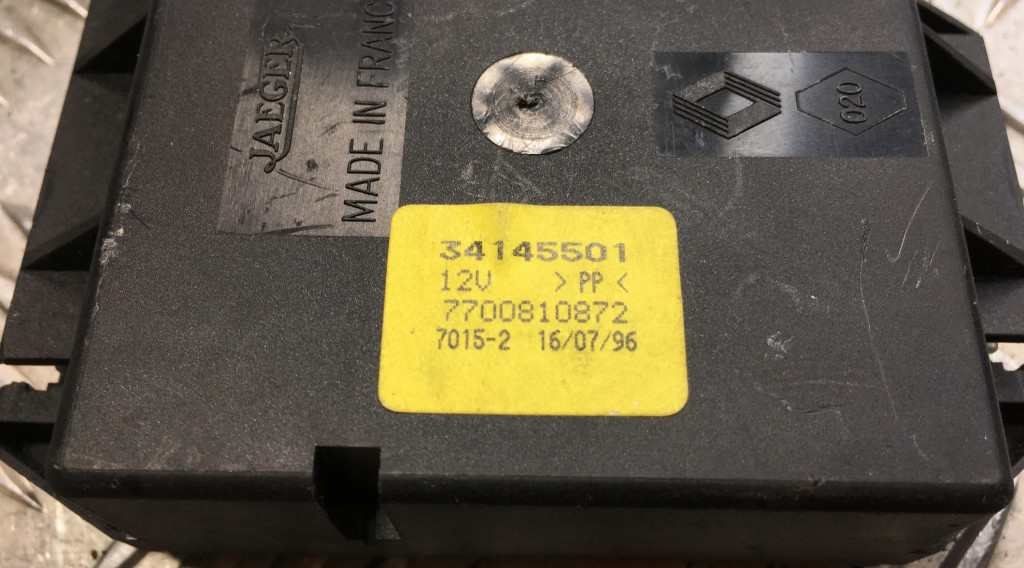 JAEGER
MADE IN FRANC
020
34145501
12V >PP<
7700810872
7015-2 16/07/96